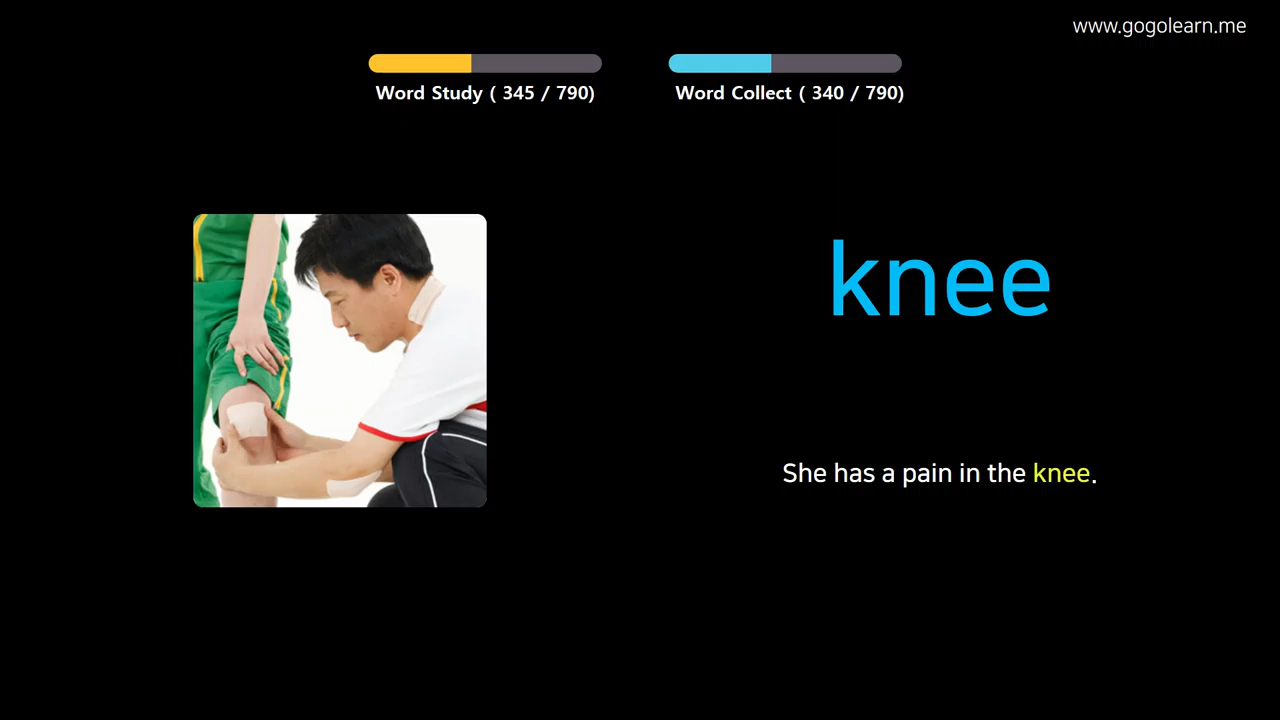 www.gogolearn.me
Word Study ( 345 / 790)
Word Collect ( 340 / 790)
knee
She has a pain in the knee.